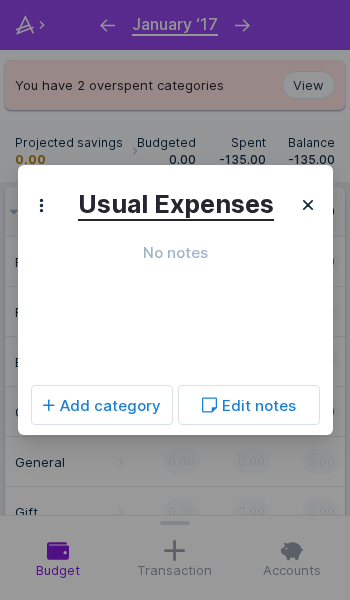 January ‘17
You have 2 overspent categories
View
Projected savings Budgeted Spent Balance
0.00 0.00 -135.00 -135.00
Usual Expenses
No notes
Add category
Edit notes
General 0.00 0.00 0.00
Gift 0.00 0.00 0.00
Budget Transaction Accounts